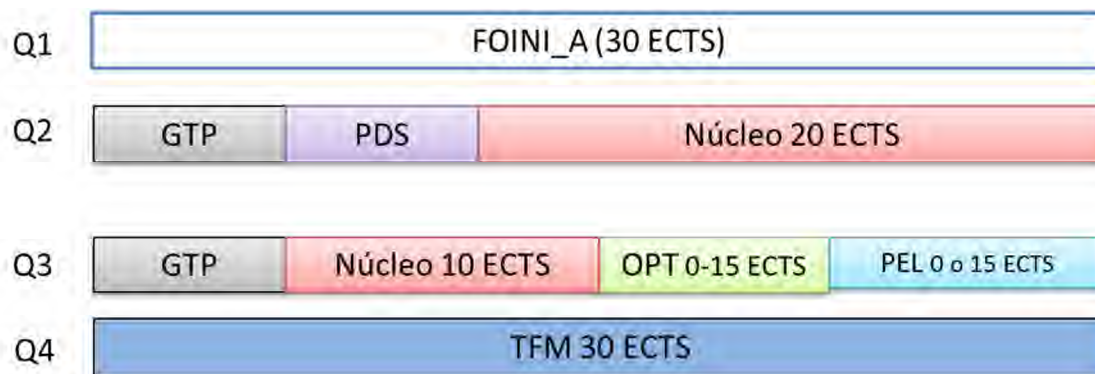 Q1 FOINI_A (30 ECTS)
Q2 GTP PDS Núcleo 20 ECTS
Q3 GTP Núcleo 10 ECTS OPT 0-15 ECTS PEL 0 o 15 ECTS
Q4 TFM 30 ECTS